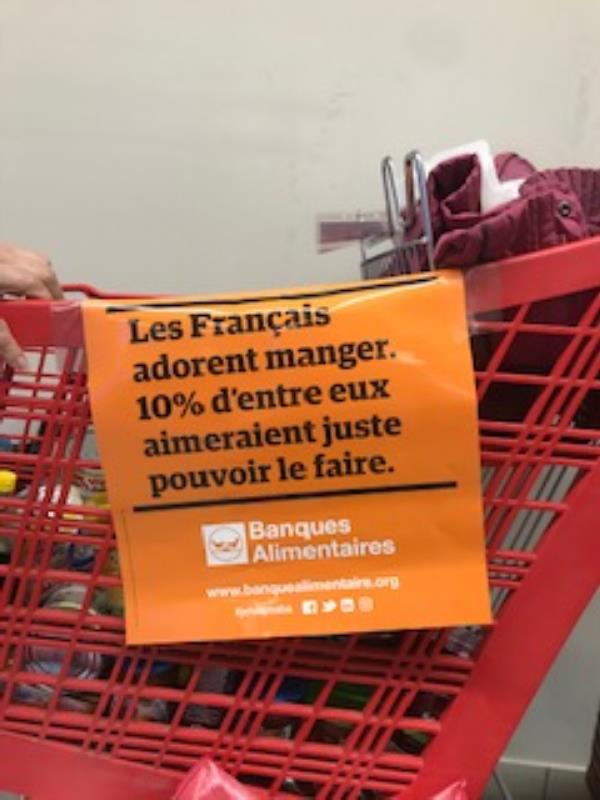 Les Français
adorent manger.
10% d'entre eux
aimeraient juste
pouvoir le faire.
Banques
Alimentaires
www.banquealimentaire.org